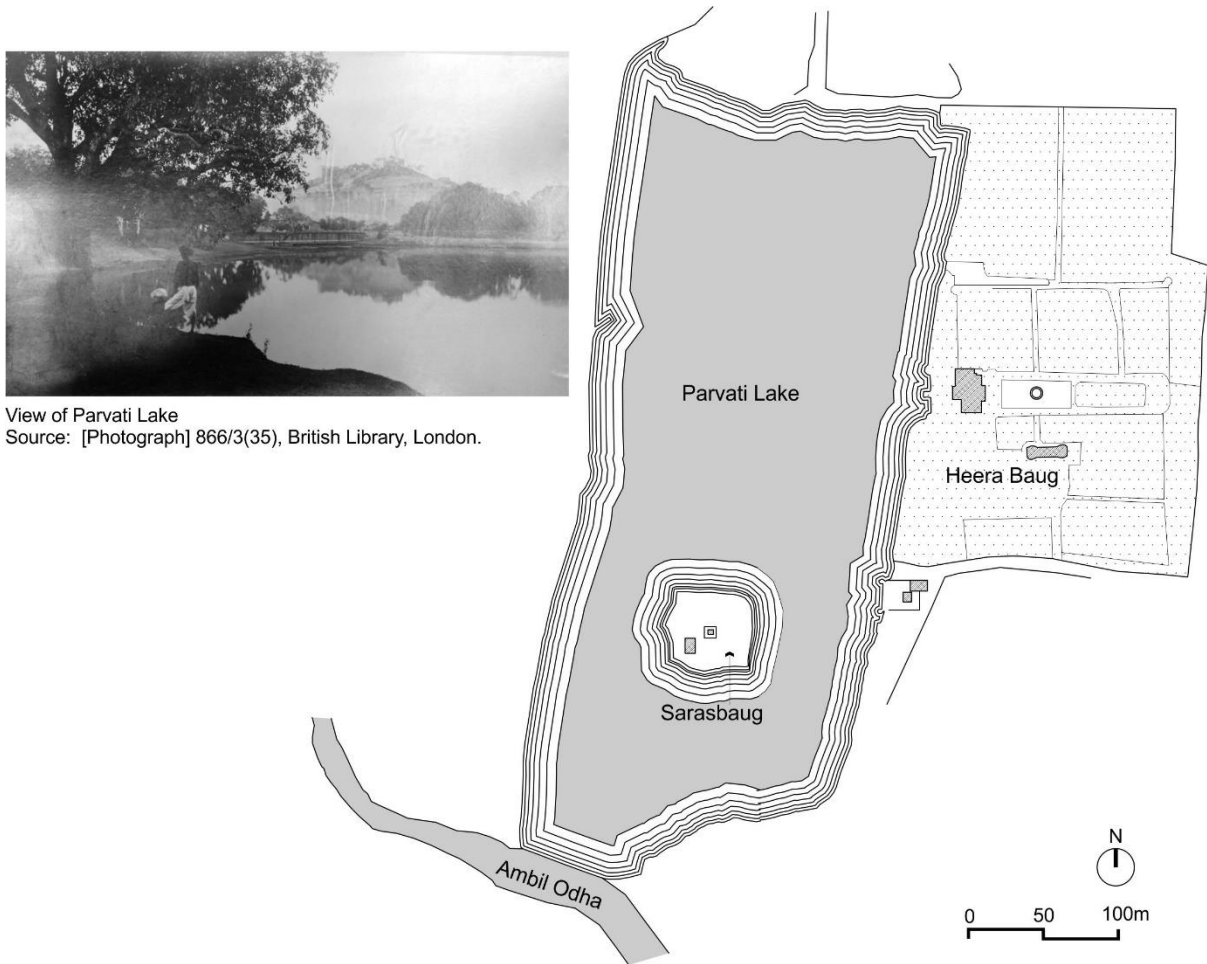 View of Parvati Lake
Source: [Photograph] 866/3(35), British Library, London.
Parvati Lake
Heera Baug
Sarasbaug
Ambil Odha
N
0 50 100m